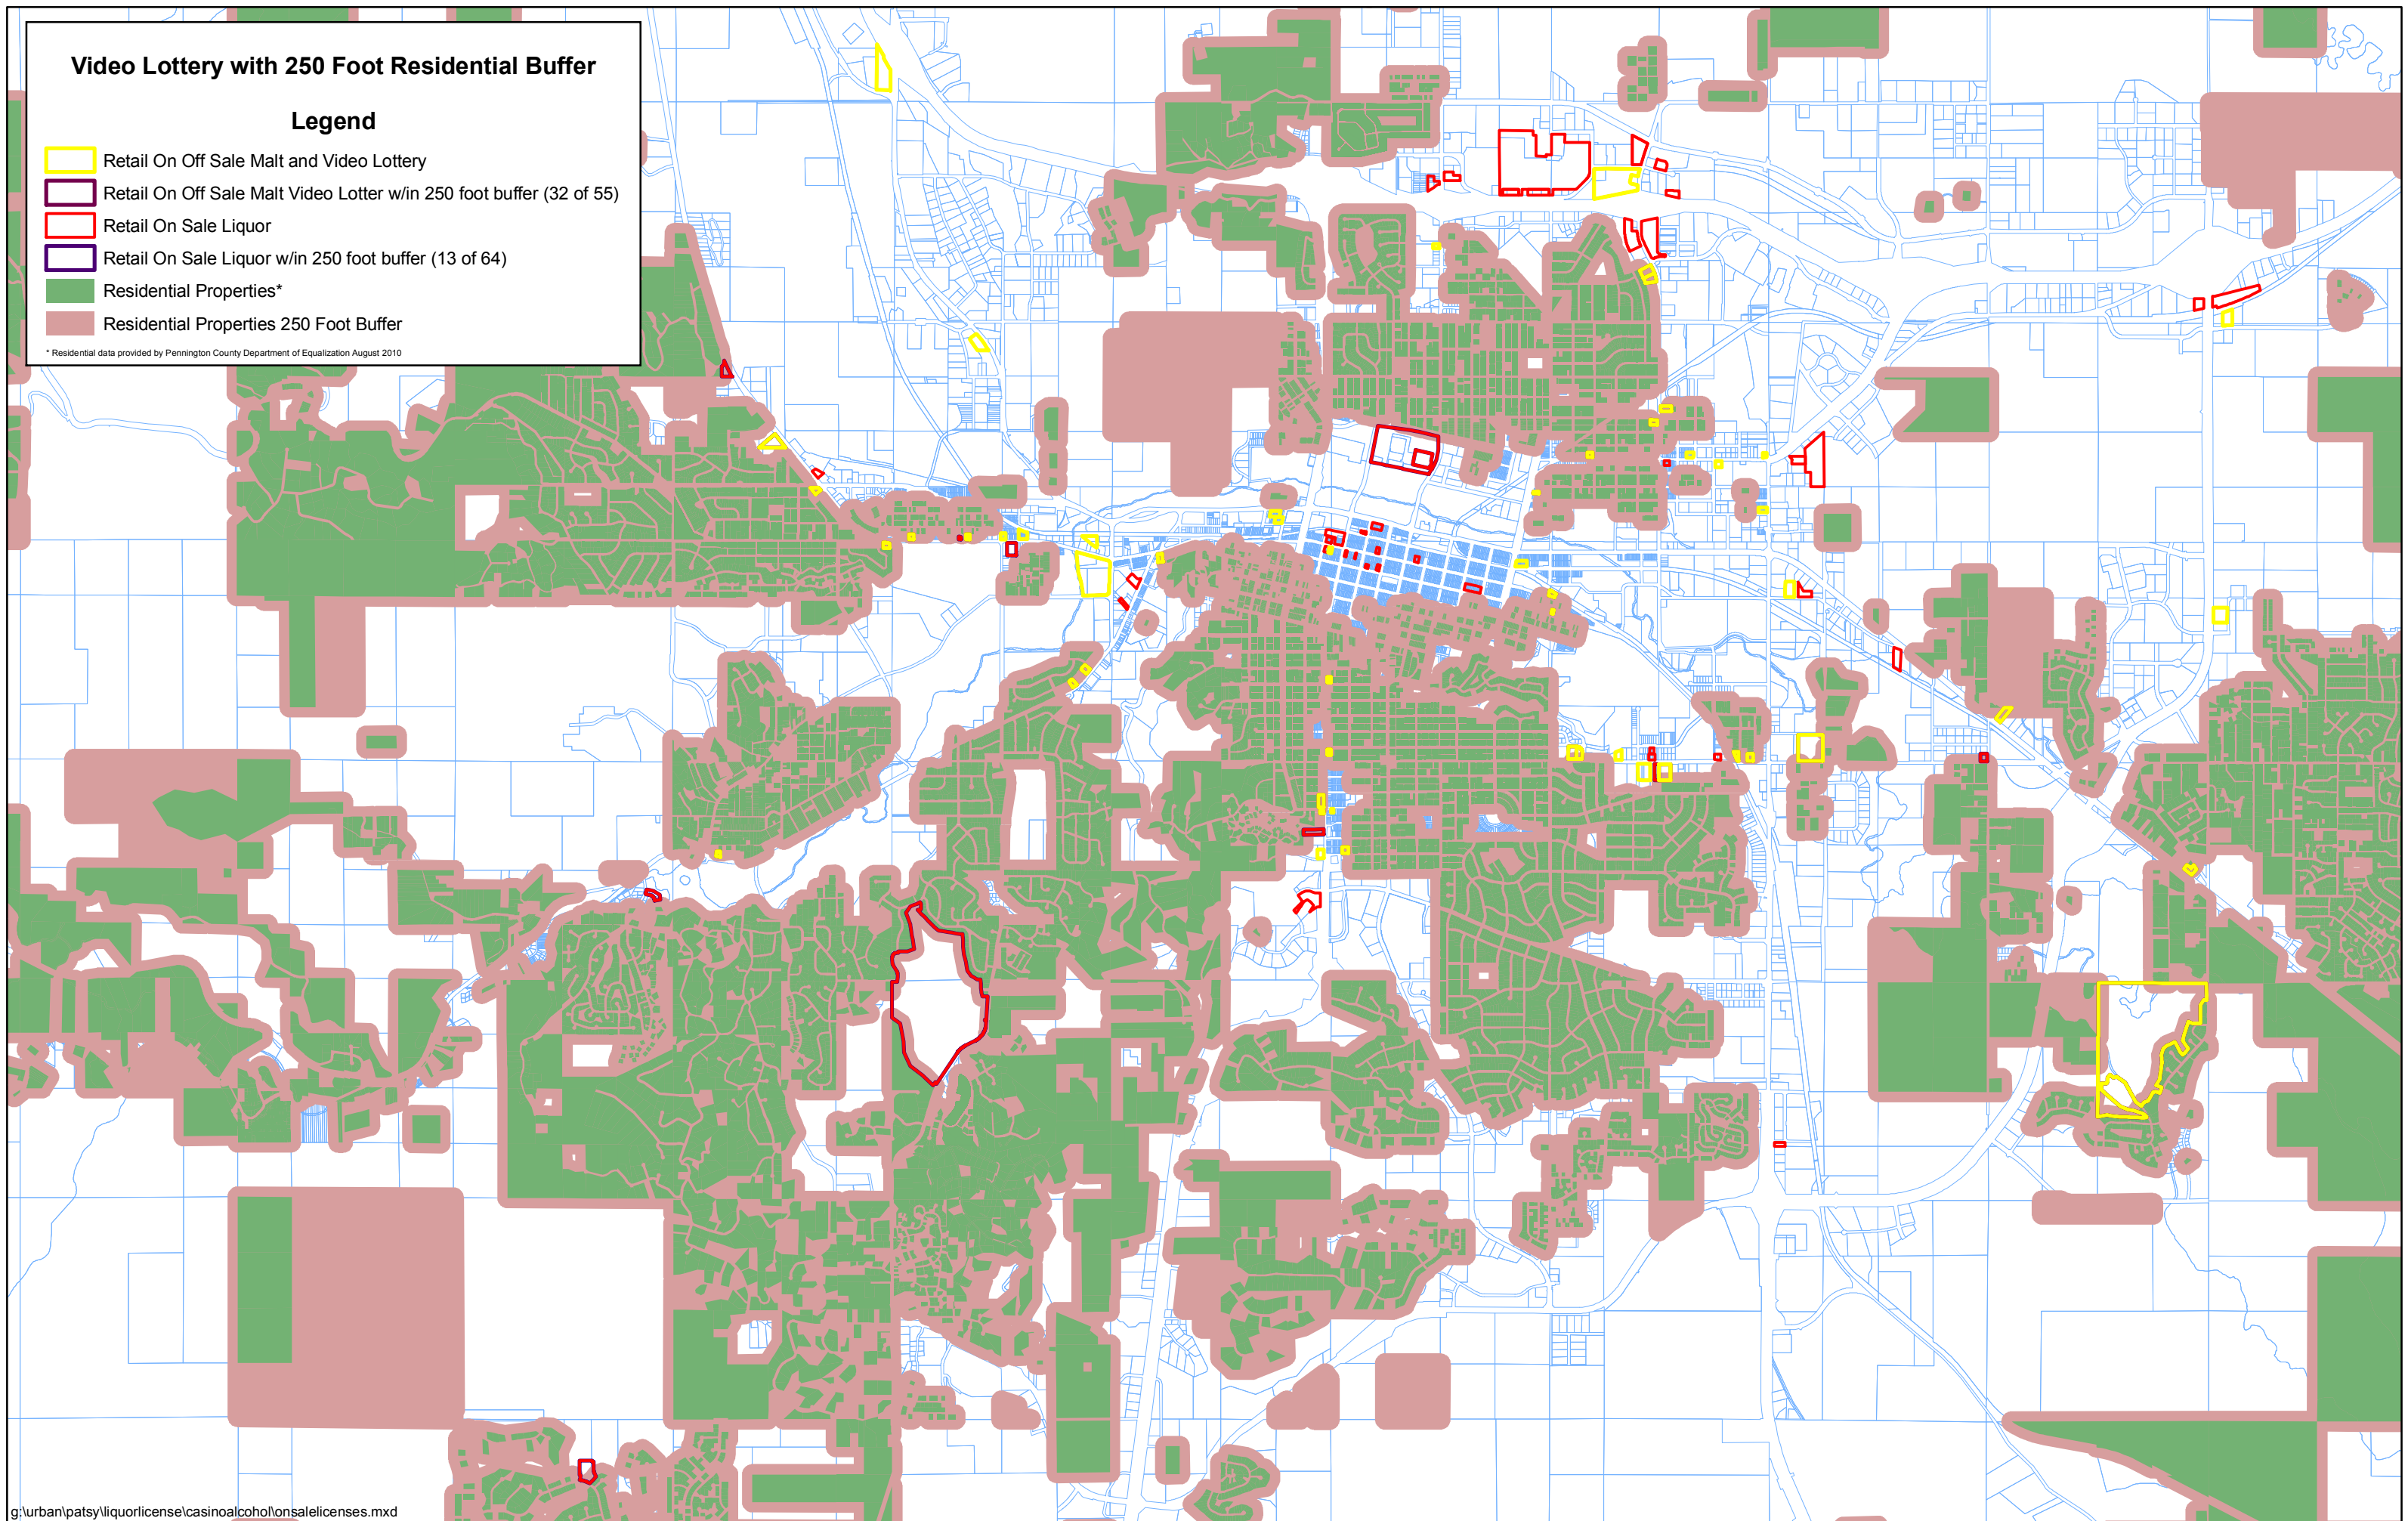 Video Lottery with 250 Foot Residential Buffer
Legend
Retail On Off Sale Malt and Video Lottery
Retail On Off Sale Malt Video Lotter w/in 250 foot buffer (32 of 55)
Retail On Sale Liquor
Retail On Sale Liquor w/in 250 foot buffer (13 of 64)
Residential Properties*
Residential Properties 250 Foot Buffer
* Residential data provided by Pennington County Department of Equalization August 2010
g:\urban\patsy\liquorlicense\casinoalcohol\onsalelicenses.mxd